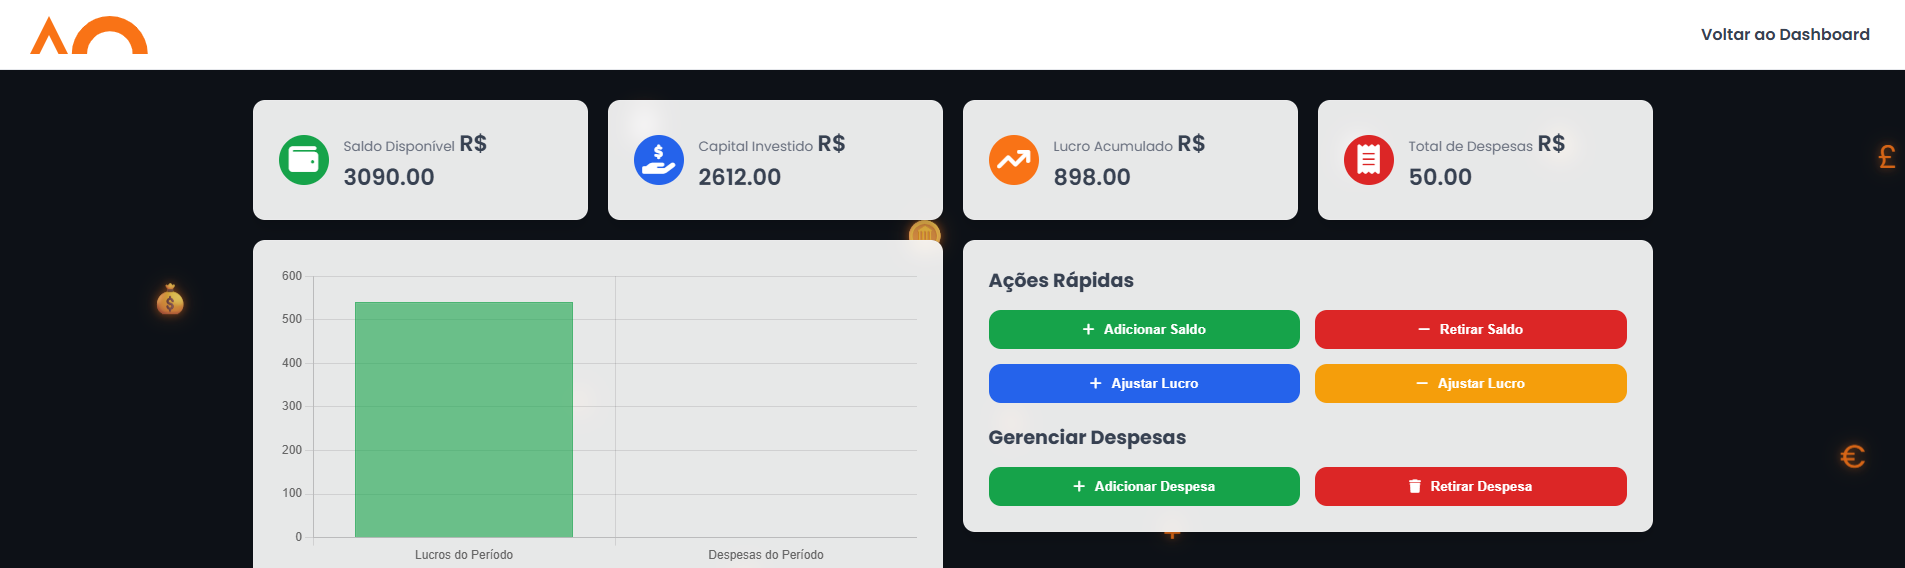 Voltar ao Dashboard
Saldo Disponível R$
3090.00
Capital Investido R$
2612.00
Lucro Acumulado R$
898.00
Total de Despesas R$
50.00
600
500
400
300
200
100
0
Lucros do Período
Despesas do Período
Ações Rápidas
+ Adicionar Saldo
− Retirar Saldo
+ Ajustar Lucro
− Ajustar Lucro
Gerenciar Despesas
+ Adicionar Despesa
Retirar Despesa
£
$
€